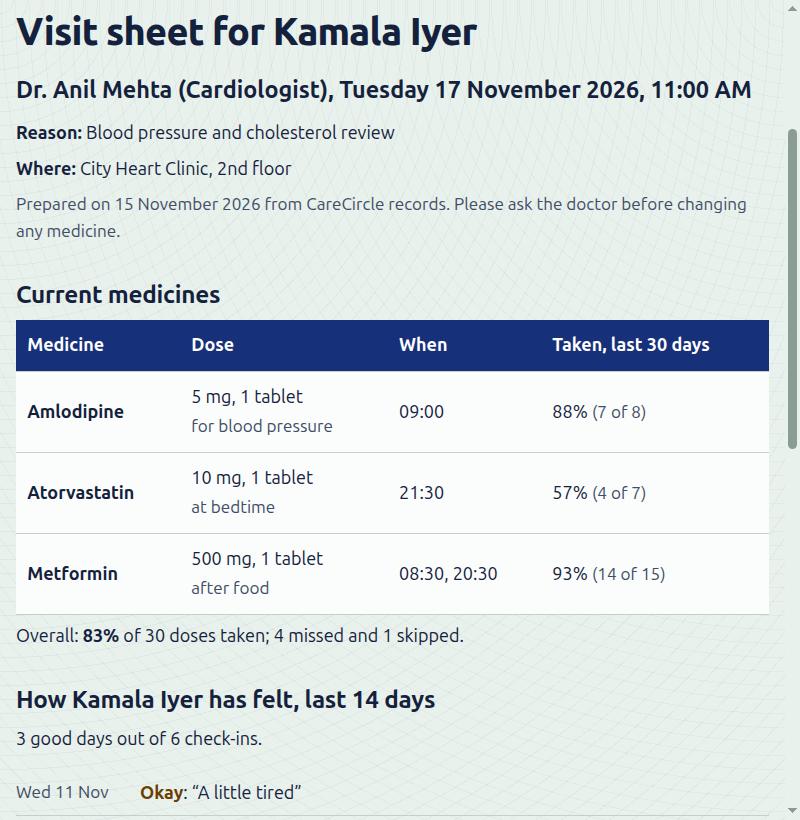 Visit sheet for Kamala Iyer
Dr. Anil Mehta (Cardiologist), Tuesday 17 November 2026, 11:00 AM
Reason: Blood pressure and cholesterol review
Where: City Heart Clinic, 2nd floor
Prepared on 15 November 2026 from CareCircle records. Please ask the doctor before changing
any medicine.
Current medicines
Medicine Dose When Taken, last 30 days
Amlodipine 5 mg, 1 tablet 09:00 88% (7 of 8)
for blood pressure
Atorvastatin 10 mg, 1 tablet 21:30 57% (4 of 7)
at bedtime
Metformin 500 mg, 1 tablet 08:30, 20:30 93% (14 of 15)
after food
Overall: 83% of 30 doses taken; 4 missed and 1 skipped.
How Kamala Iyer has felt, last 14 days
3 good days out of 6 check-ins.
Wed 11 Nov Okay: “A little tired”